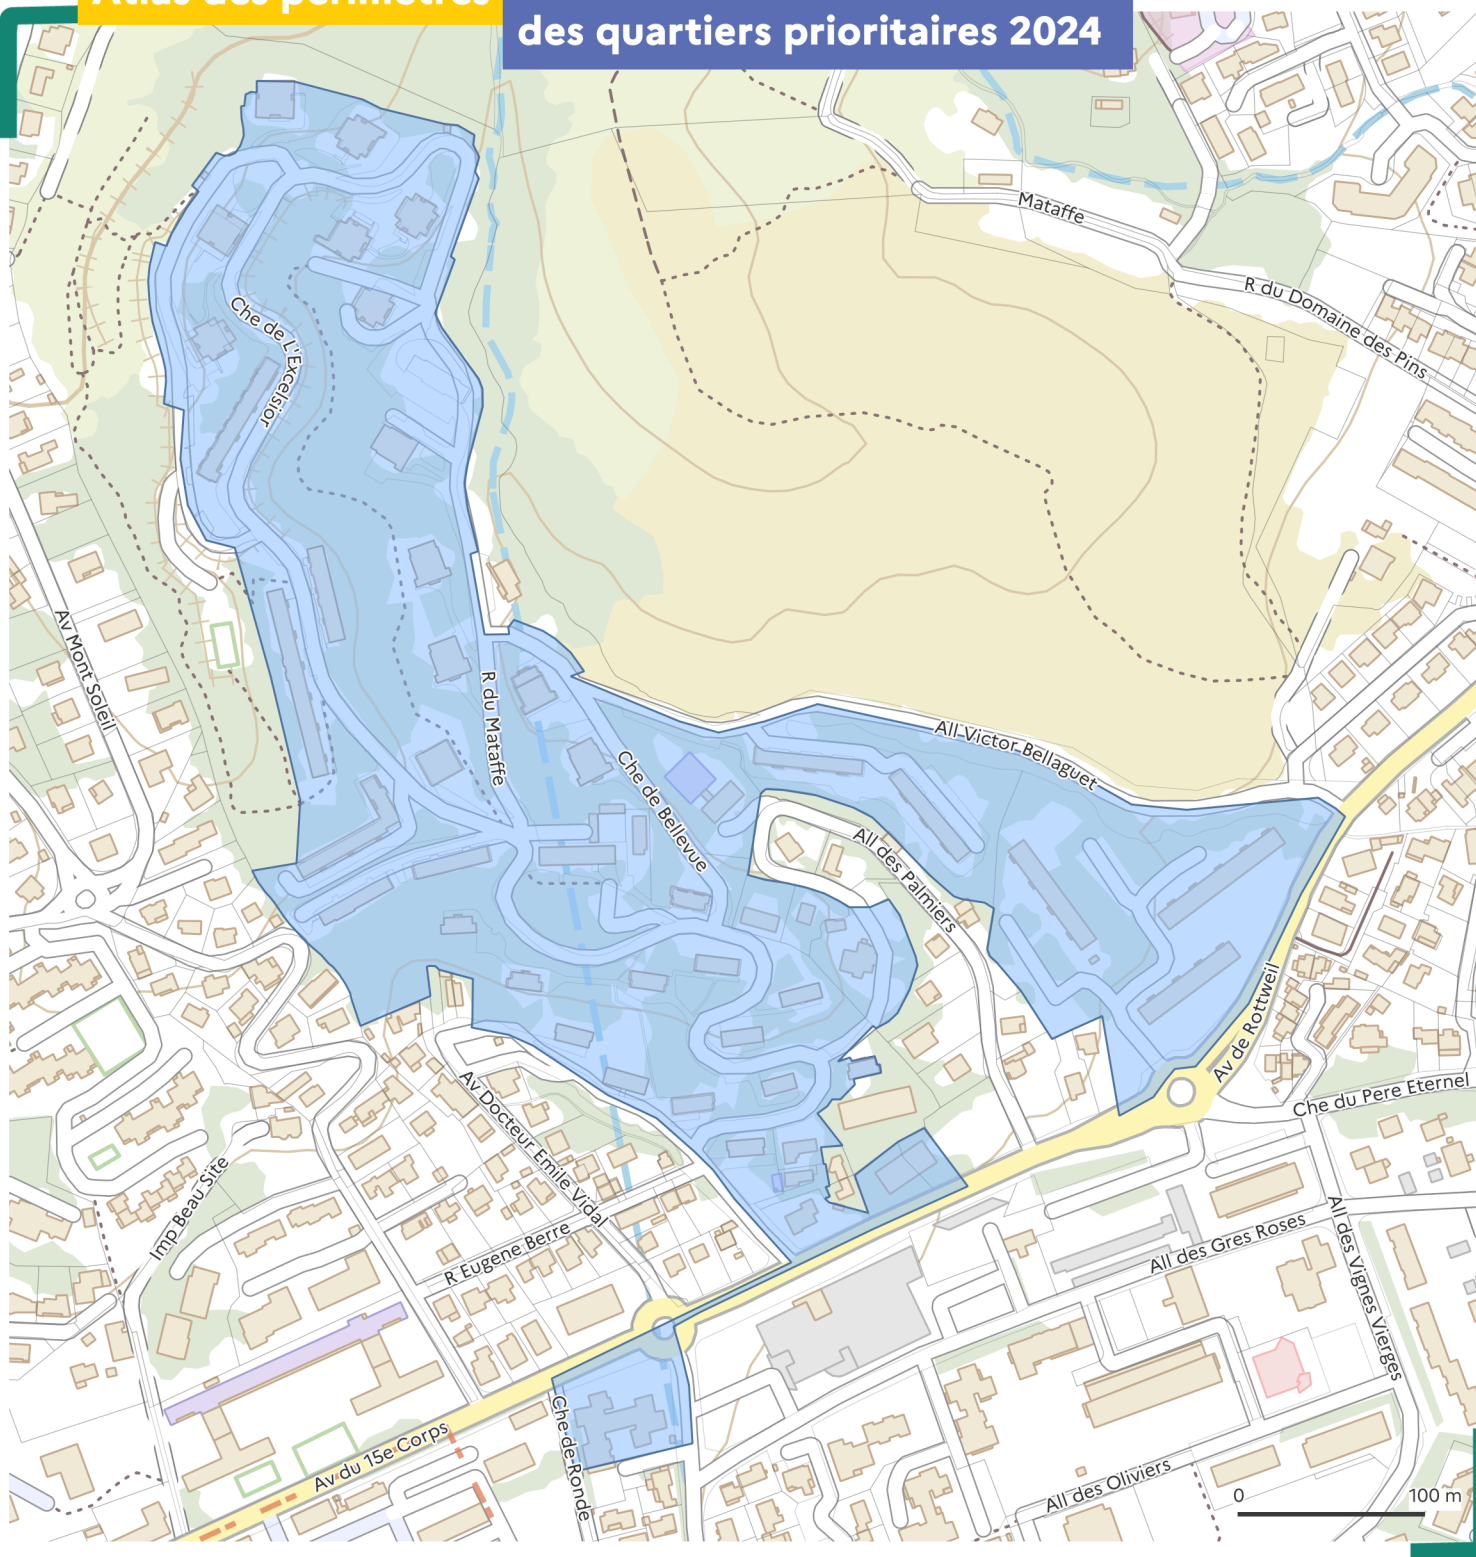 Atlas des périmètres
des quartiers prioritaires 2024
Mataffe
R du Domaine des Pins
Che de L'Excelsior
Av Mont Soleil
R du Mataffe
Che de Bellevue
All Victor Bellaguet
All des Palmiers
Av de Rottweil
Che du Pere Eternel
Av Docteur Emile Vidal
Imp Beau Site
R Eugene Berre
All des Gres Roses
All des Vignes Vierges
Che de Ronde
Av du 15e Corps
All des Oliviers
0 100 m